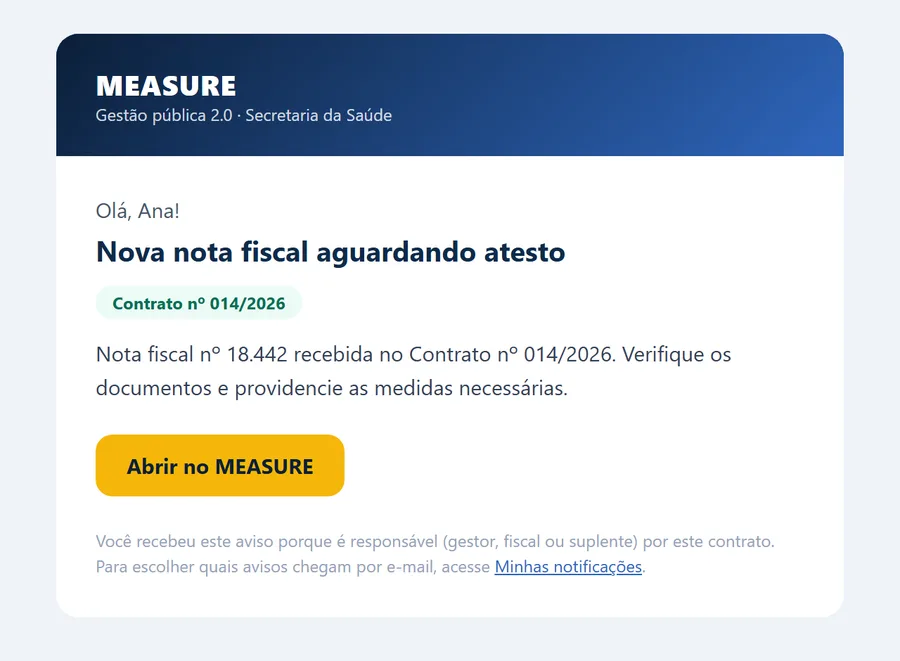 MEASURE
Gestão pública 2.0 · Secretaria da Saúde
Olá, Ana!
Nova nota fiscal aguardando atesto
Contrato nº 014/2026
Nota fiscal nº 18.442 recebida no Contrato nº 014/2026. Verifique os
documentos e providencie as medidas necessárias.
Abrir no MEASURE
Você recebeu este aviso porque é responsável (gestor, fiscal ou suplente) por este contrato.
Para escolher quais avisos chegam por e-mail, acesse Minhas notificações.